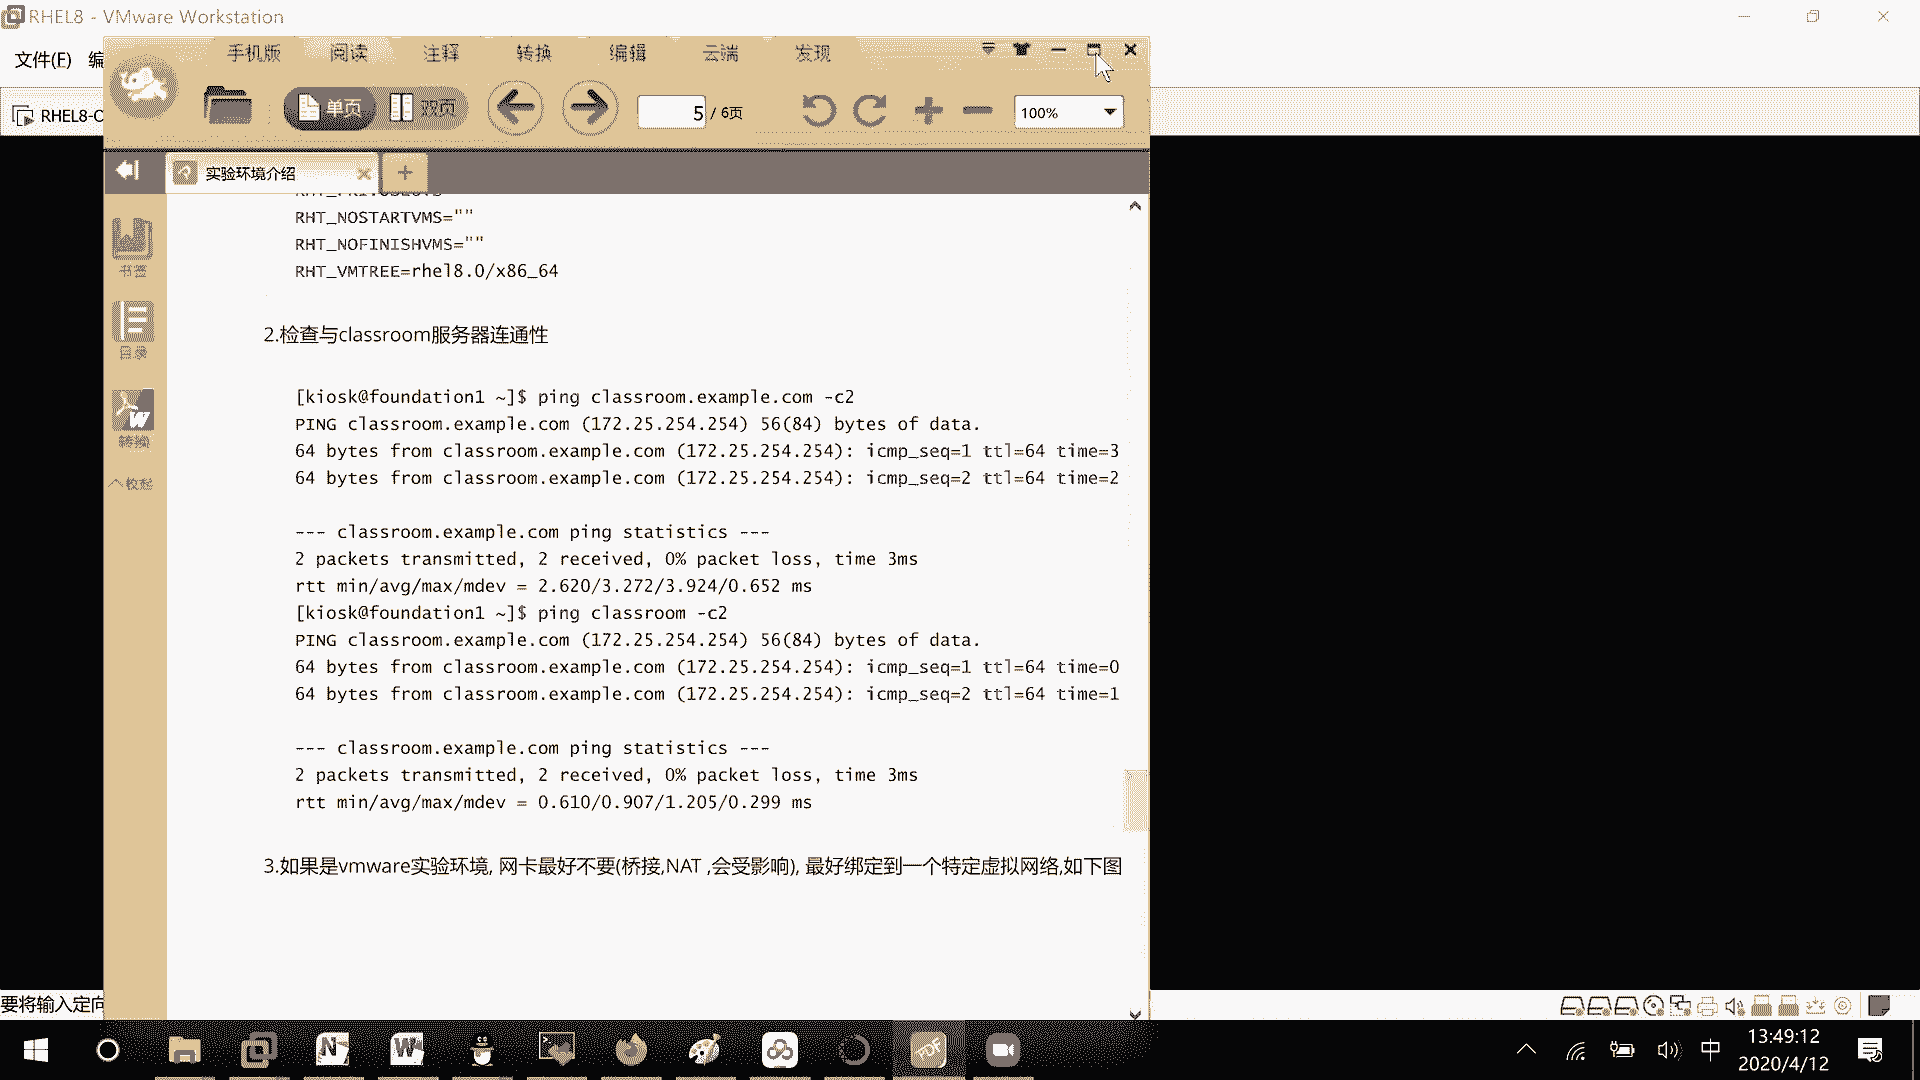 RHEL8 - VMware Workstation
文件(F) 编
RHEL8-C
手机版 阅读 注释 转换 编辑 云端 发现
单页 双页 5 / 6页 100%
实验环境介绍
书签
目录
转换
收起
RHT_NOSTARTVMS=""
RHT_NOFINISHVMS=""
RHT_VMTREE=rhel8.0/x86_64
2.检查与classroom服务器连通性
[kiosk@foundation1 ~]$ ping classroom.example.com -c2
PING classroom.example.com (172.25.254.254) 56(84) bytes of data.
64 bytes from classroom.example.com (172.25.254.254): icmp_seq=1 ttl=64 time=3
64 bytes from classroom.example.com (172.25.254.254): icmp_seq=2 ttl=64 time=2
--- classroom.example.com ping statistics ---
2 packets transmitted, 2 received, 0% packet loss, time 3ms
rtt min/avg/max/mdev = 2.620/3.272/3.924/0.652 ms
[kiosk@foundation1 ~]$ ping classroom -c2
PING classroom.example.com (172.25.254.254) 56(84) bytes of data.
64 bytes from classroom.example.com (172.25.254.254): icmp_seq=1 ttl=64 time=0
64 bytes from classroom.example.com (172.25.254.254): icmp_seq=2 ttl=64 time=1
--- classroom.example.com ping statistics ---
2 packets transmitted, 2 received, 0% packet loss, time 3ms
rtt min/avg/max/mdev = 0.610/0.907/1.205/0.299 ms
3.如果是vmware实验环境, 网卡最好不要(桥接,NAT ,会受影响), 最好绑定到一个特定虚拟网络,如下图
要将输入定向
中
13:49:12
2020/4/12